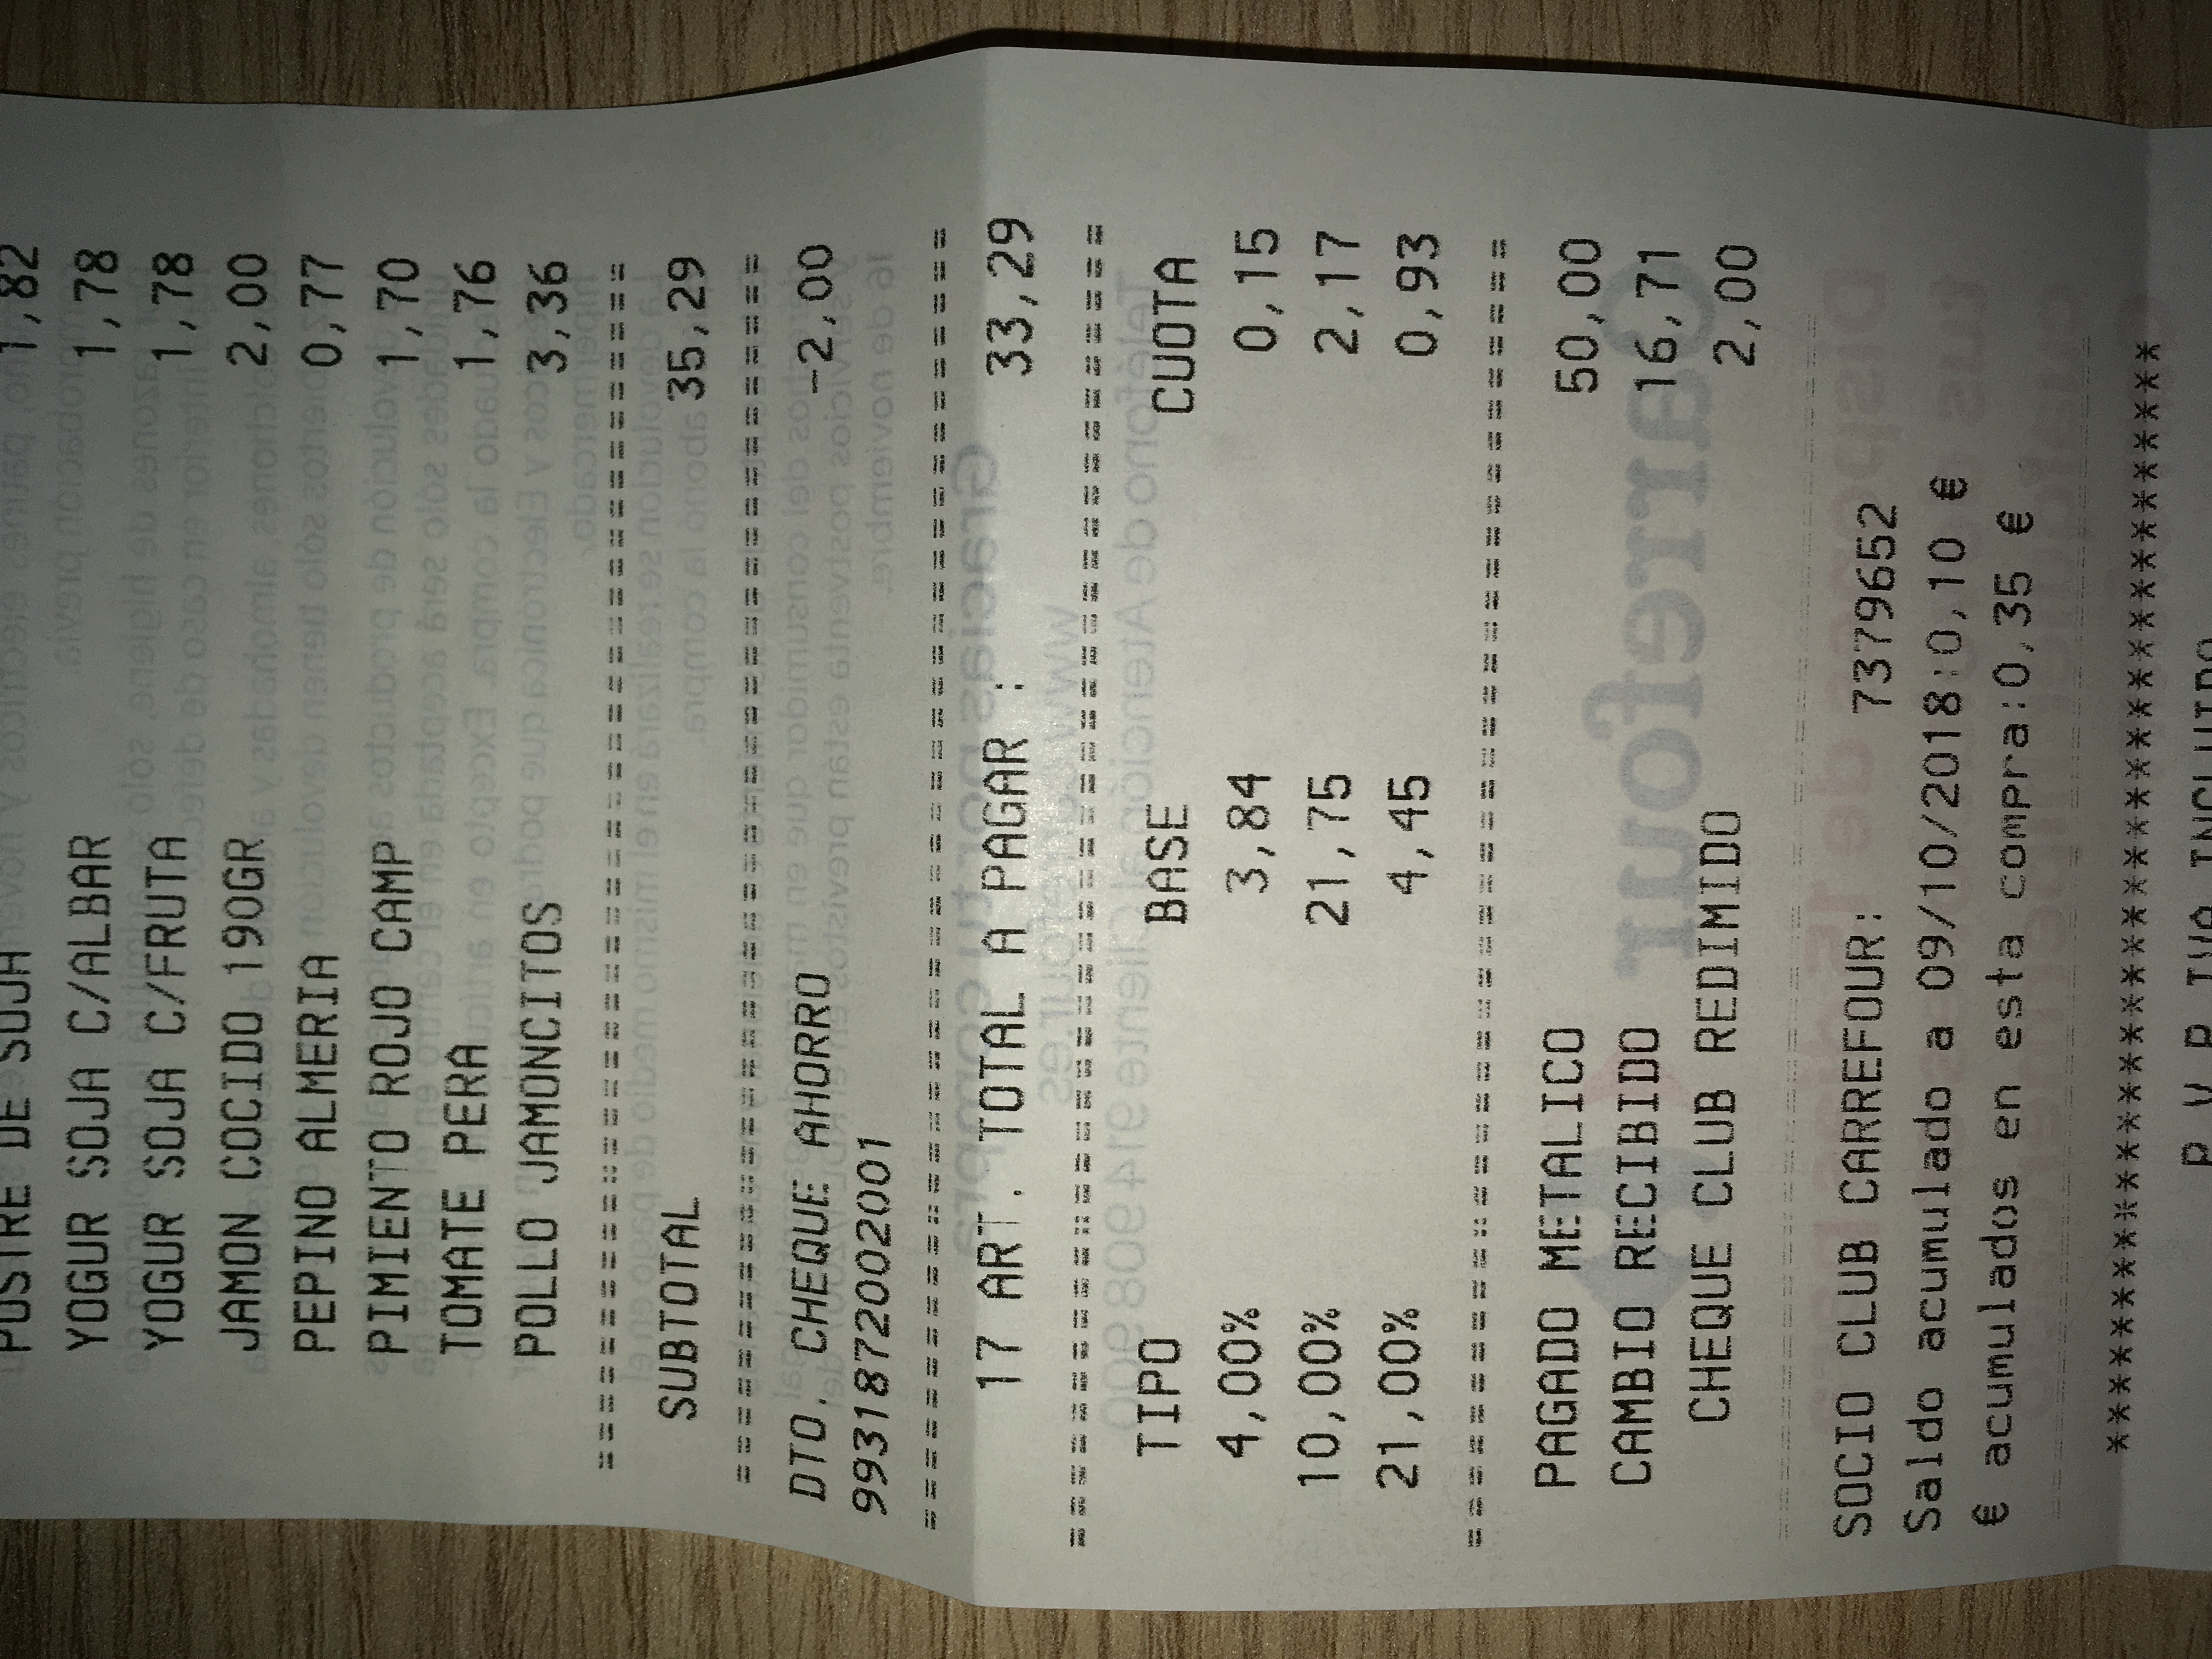 POSTRE DE SOJA 1,82
YOGUR SOJA C/ALBAR 1,78
YOGUR SOJA C/FRUTA 1,78
JAMON COCIDO 190GR 2,00
PEPINO ALMERIA 0,77
PIMIENTO ROJO CAMP 1,70
TOMATE PERA 1,76
POLLO JAMONCITOS 3,36
SUBTOTAL 35,29
DTO. CHEQUE AHORRO -2,00
9931872002001
17 ART. TOTAL A PAGAR : 33,29
TIPO BASE CUOTA
4,00% 3,84 0,15
10,00% 21,75 2,17
21,00% 4,45 0,93
PAGADO METALICO 50,00
CAMBIO RECIBIDO 16,71
CHEQUE CLUB REDIMIDO 2,00
SOCIO CLUB CARREFOUR: 7379652
Saldo acumulado a 09/10/2018:0,10 €
€ acumulados en esta compra:0,35 €
**************************************
P.V.P. IVA INCLUIDO